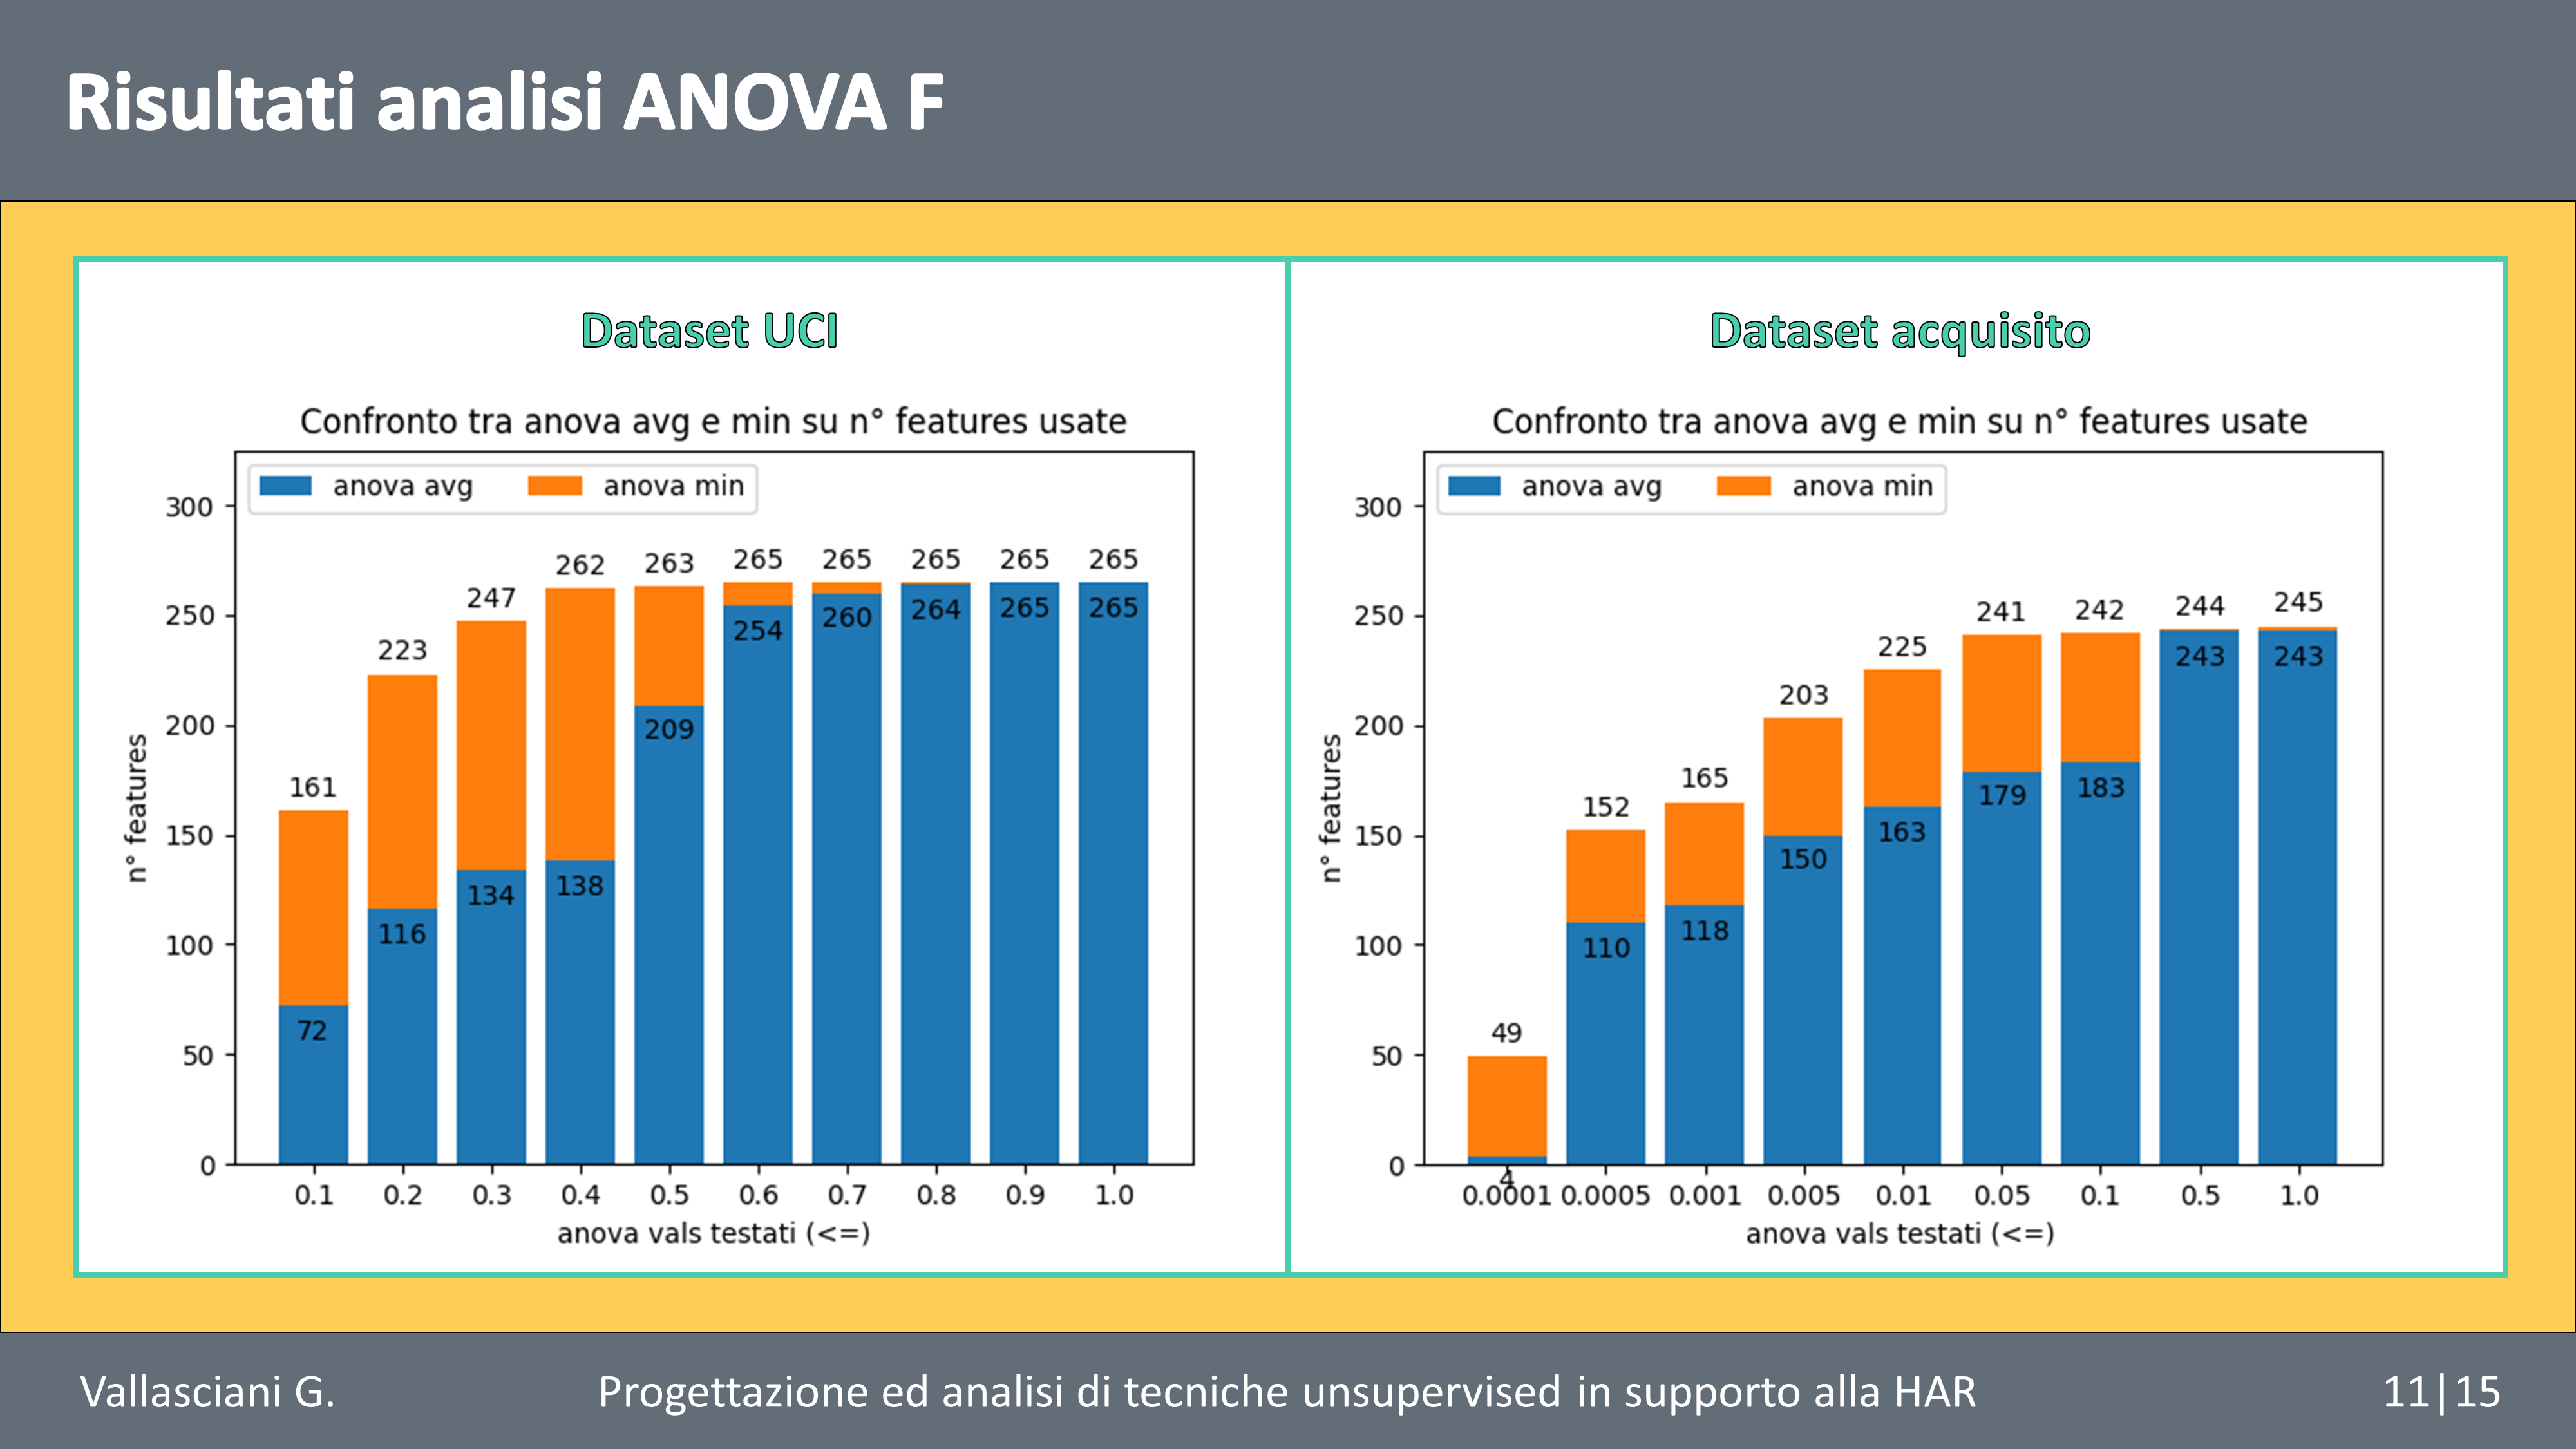 Risultati analisi ANOVA F
Dataset UCI
Confronto tra anova avg e min su n° features usate
anova avg anova min
n° features
300
250
200
150
100
50
0
161 223 247 262 263 265 265 265 265 265
72 116 134 138 209 254 260 264 265 265
0.1 0.2 0.3 0.4 0.5 0.6 0.7 0.8 0.9 1.0
anova vals testati (<=)
Dataset acquisito
Confronto tra anova avg e min su n° features usate
anova avg anova min
n° features
300
250
200
150
100
50
0
49 152 165 203 225 241 242 244 245
4 110 118 150 163 179 183 243 243
0.0001 0.0005 0.001 0.005 0.01 0.05 0.1 0.5 1.0
anova vals testati (<=)
Vallasciani G. Progettazione ed analisi di tecniche unsupervised in supporto alla HAR 11|15